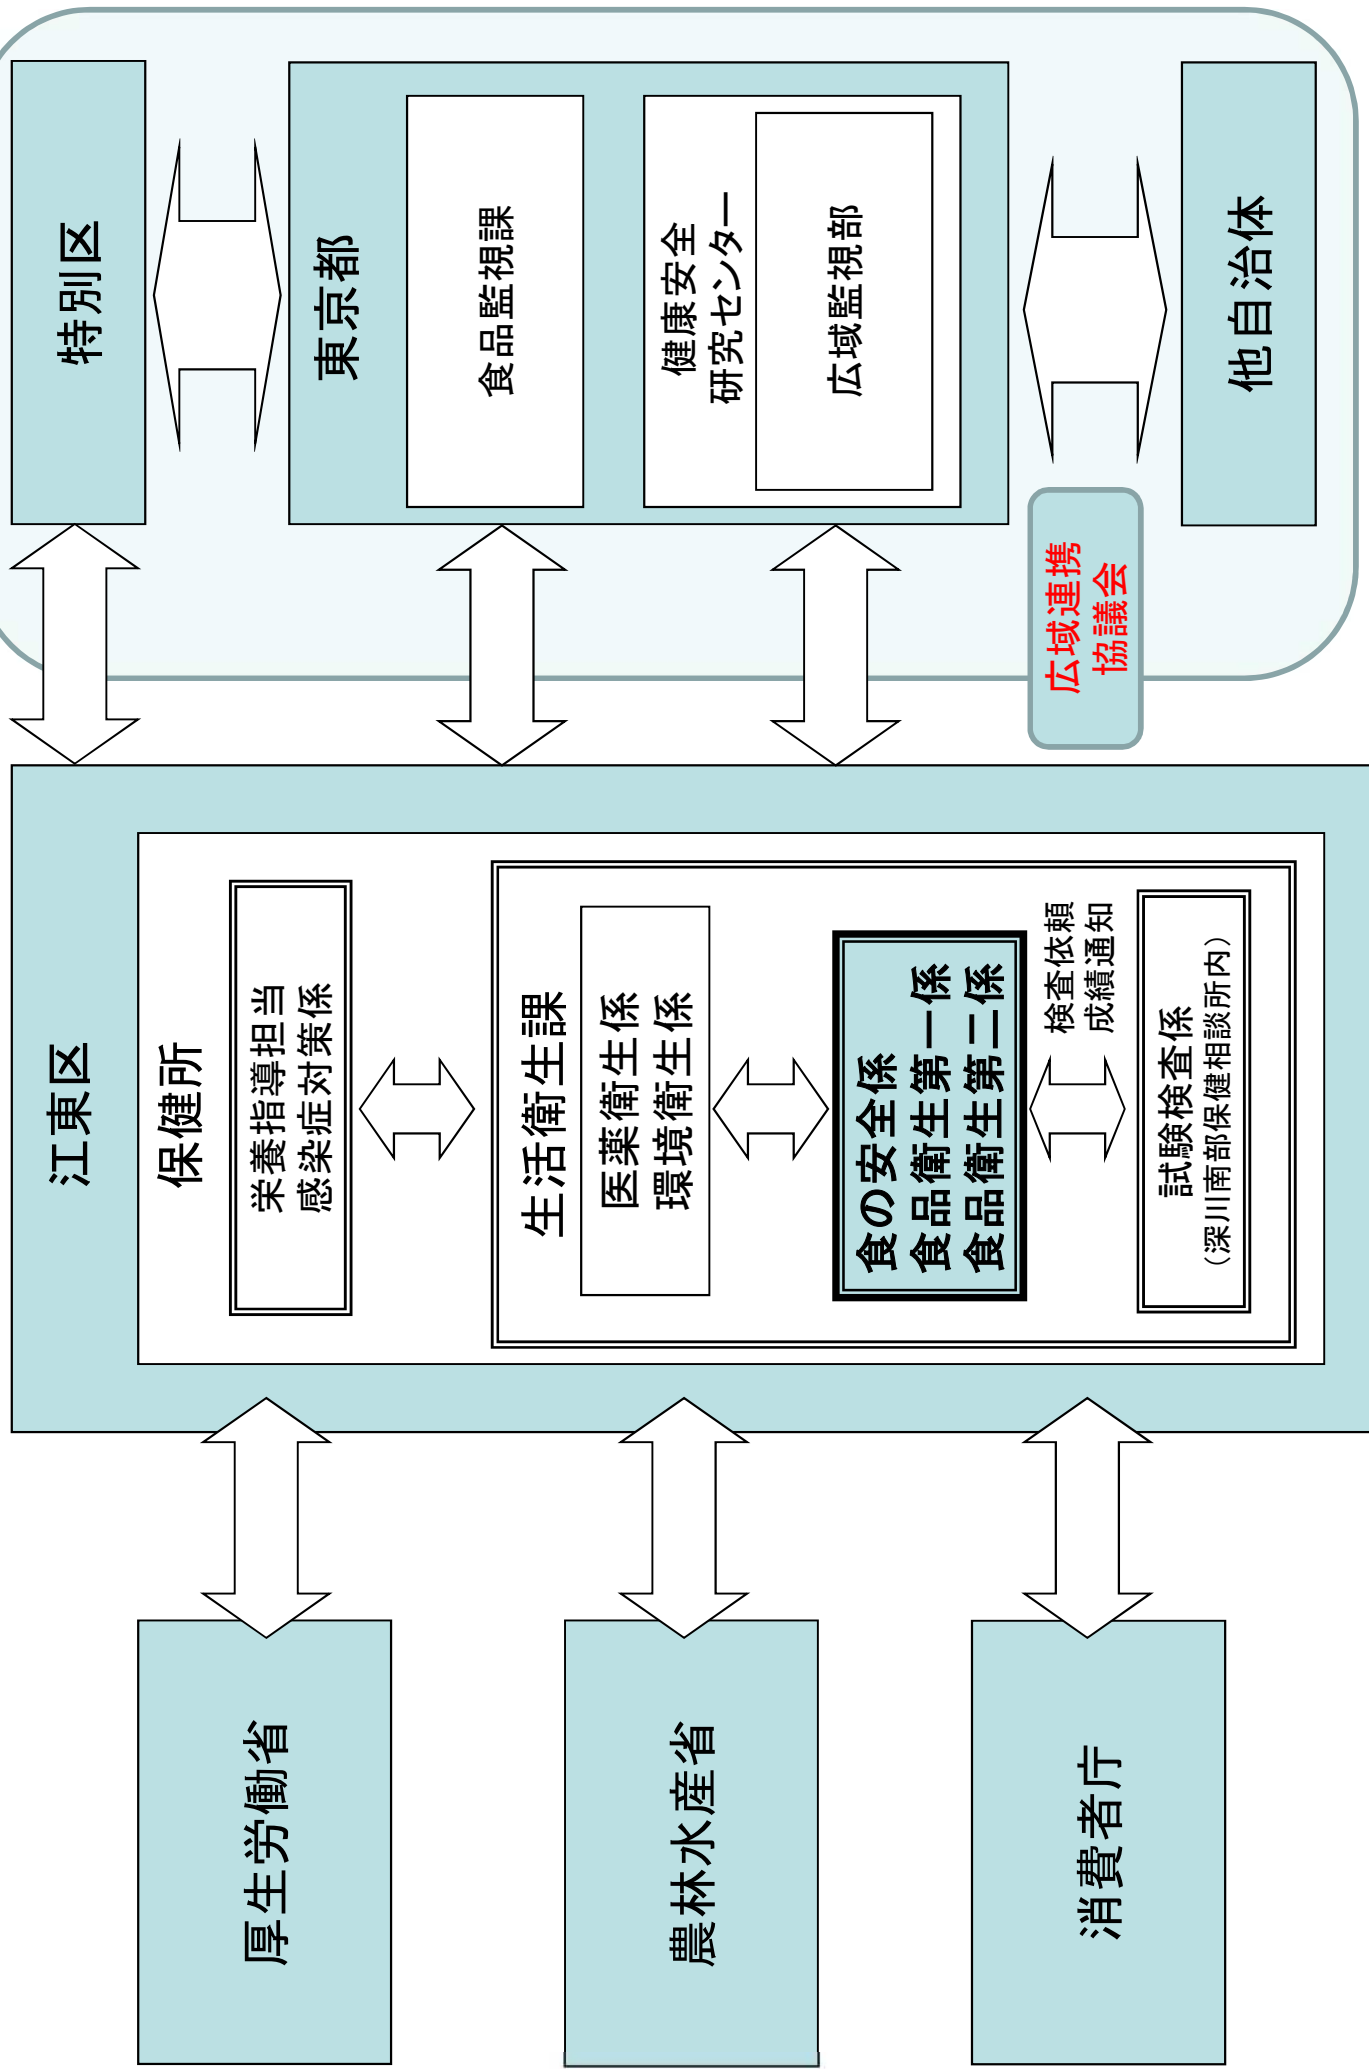 厚生労働省
農林水産省
消費者庁
江東区
保健所
栄養指導担当
感染症対策係
生活衛生課
医薬衛生係
環境衛生係
食の安全係
食品衛生第一係
食品衛生第二係
検査依頼
成績通知
試験検査係
（深川南部保健相談所内）
特別区
東京都
食品監視課
健康安全
研究センター
広域監視部
他自治体
広域連携
協議会